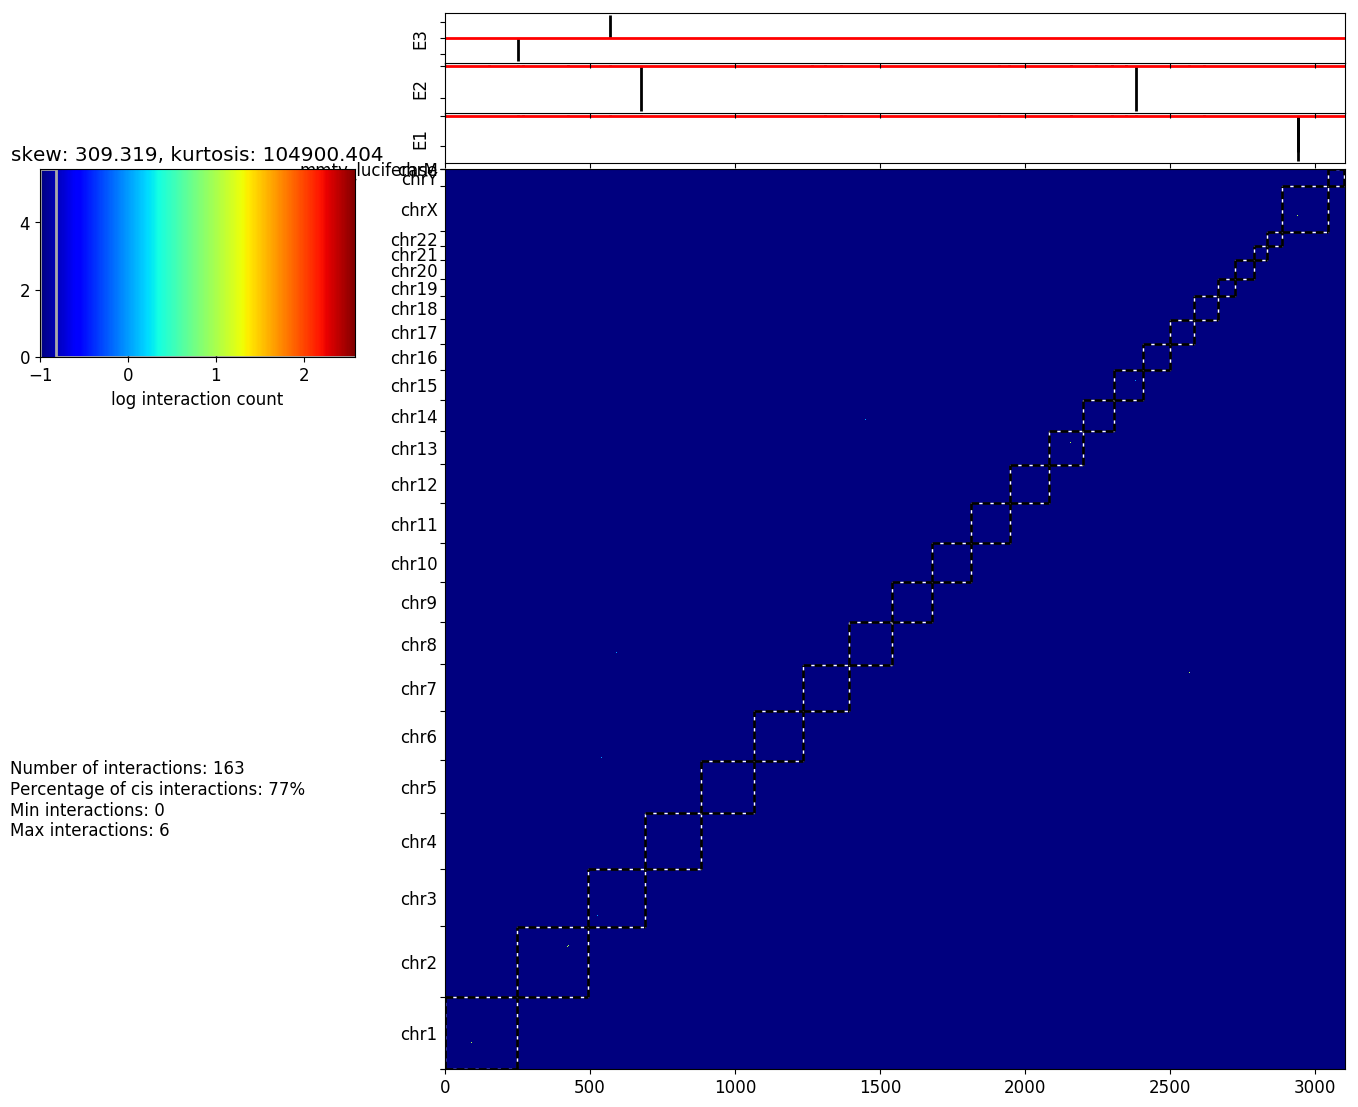 E3
E2
E1
skew: 309.319, kurtosis: 104900.404
chrM
chrY
chrX
chr22
chr21
chr20
chr19
chr18
chr17
chr16
chr15
chr14
chr13
chr12
chr11
chr10
chr9
chr8
chr7
chr6
chr5
chr4
chr3
chr2
chr1
4
2
0
−1 0 1 2
log interaction count
Number of interactions: 163
Percentage of cis interactions: 77%
Min interactions: 0
Max interactions: 6
0 500 1000 1500 2000 2500 3000